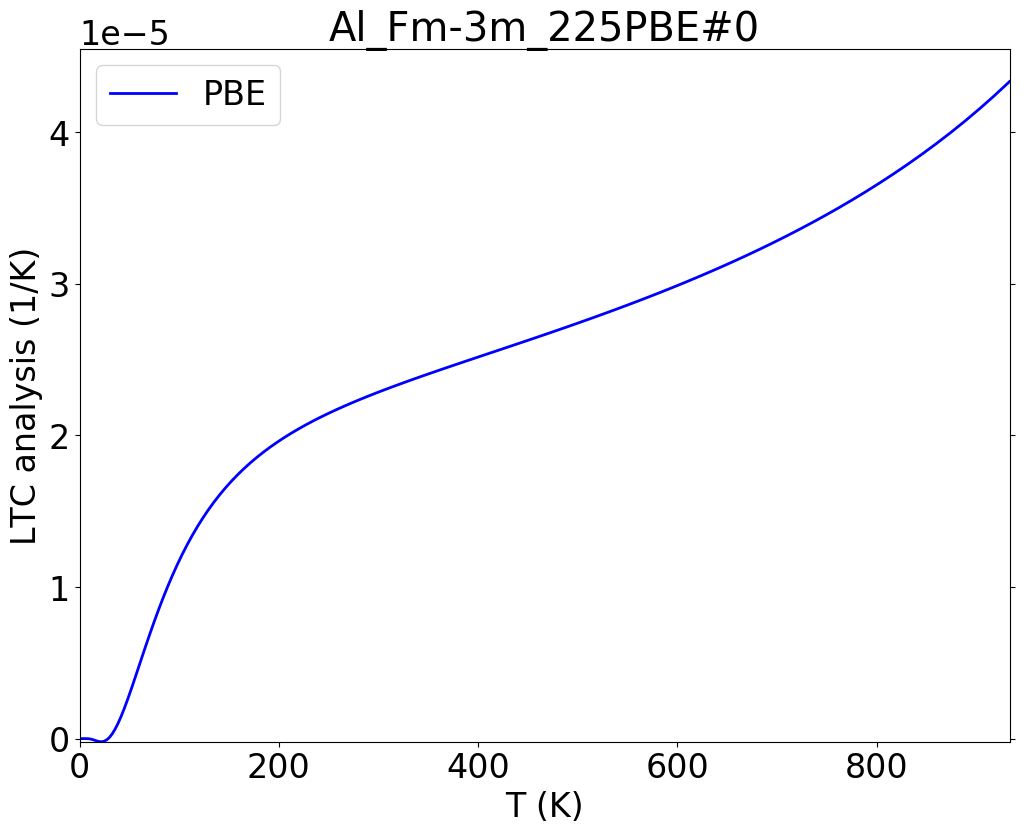 Al_Fm-3m_225PBE#0
1e−5
PBE
4
3
2
1
0
LTC analysis (1/K)
0 200 400 600 800
T (K)